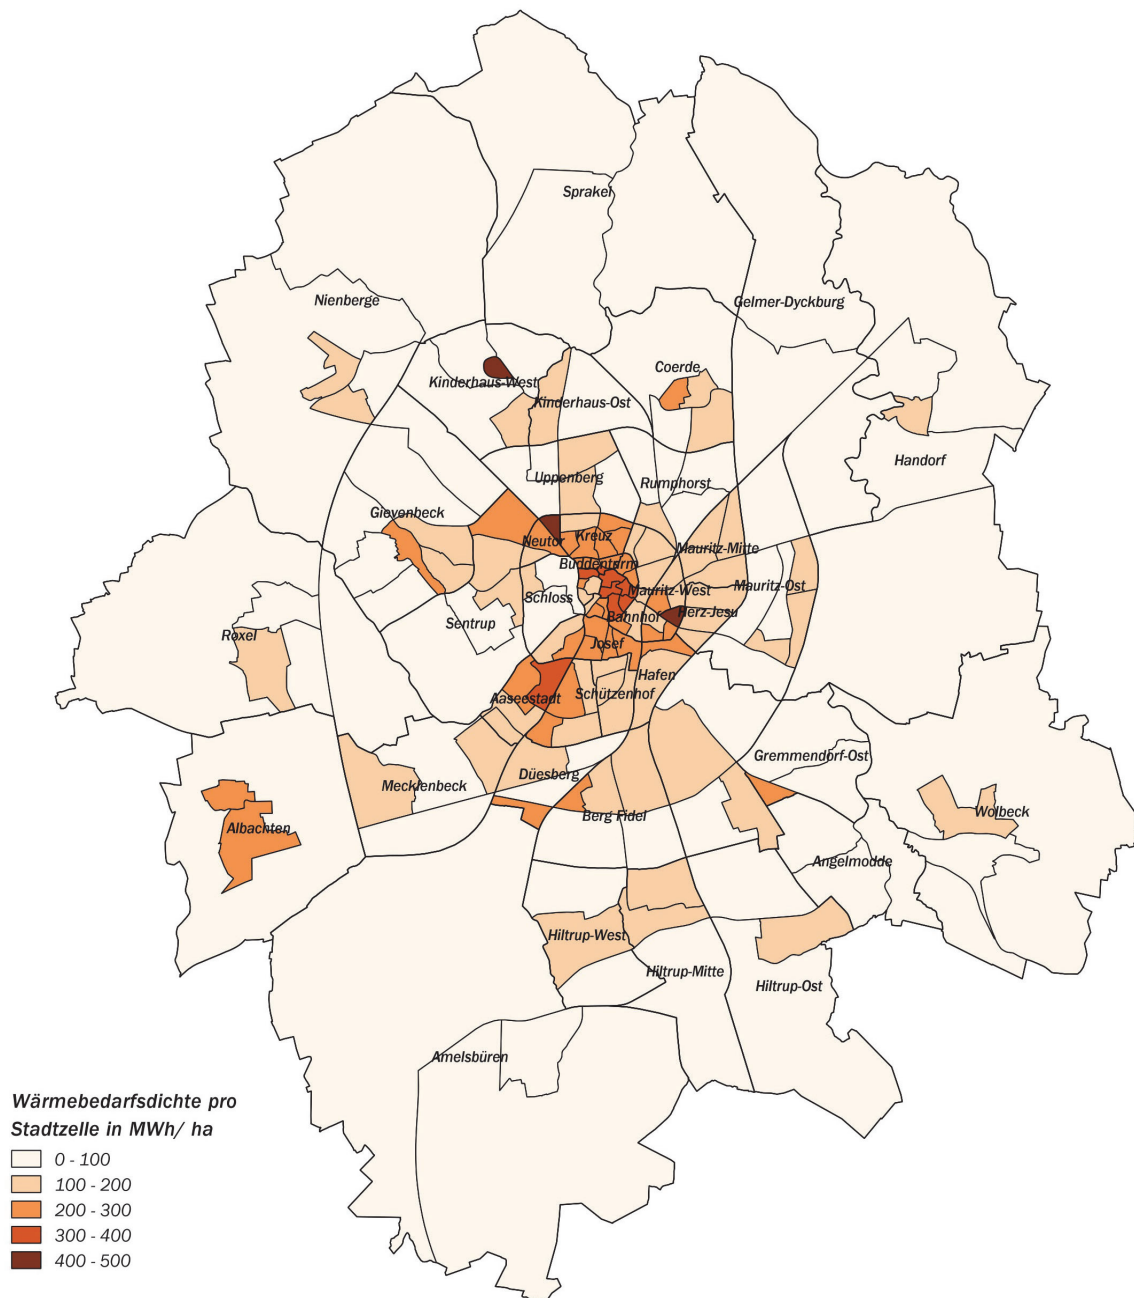 Sprakel
Nienberge
Gelmer-Dyckburg
Coerde
Kinderhaus-West
Kinderhaus-Ost
Handorf
Uppenberg
Rumphorst
Gievenbeck
Neutor
Kreuz
Mauritz-Mitte
Buddenturm
Mauritz-Ost
Mauritz-West
Schloss
Herz-Jesu
Bahnhof
Sentrup
Roxel
Josef
Hafen
Schützenhof
Aaseestadt
Gremmendorf-Ost
Düesberg
Mecklenbeck
Wolbeck
Berg Fidel
Albachten
Angelmodde
Hiltrup-West
Hiltrup-Mitte
Hiltrup-Ost
Amelsbüren
Wärmebedarfsdichte pro
Stadtzelle in MWh/ ha
0 - 100
100 - 200
200 - 300
300 - 400
400 - 500